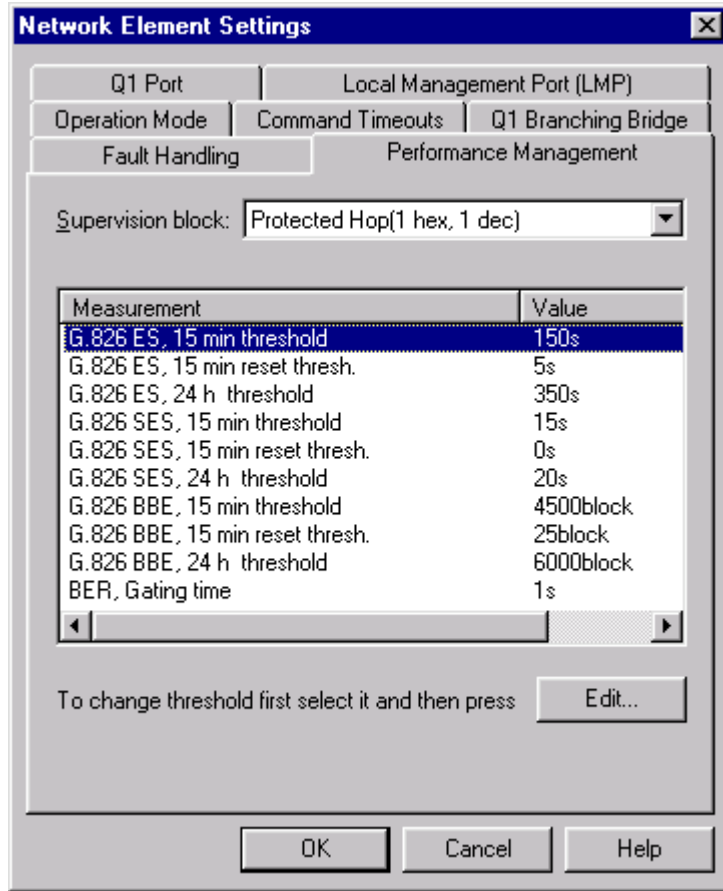 Network Element Settings
Q1 Port Local Management Port (LMP)
Operation Mode Command Timeouts Q1 Branching Bridge
Fault Handling Performance Management
Supervision block: Protected Hop(1 hex, 1 dec)
Measurement Value
G.826 ES, 15 min threshold 150s
G.826 ES, 15 min reset thresh. 5s
G.826 ES, 24 h  threshold 350s
G.826 SES, 15 min threshold 15s
G.826 SES, 15 min reset thresh. 0s
G.826 SES, 24 h  threshold 20s
G.826 BBE, 15 min threshold 4500block
G.826 BBE, 15 min reset thresh. 25block
G.826 BBE, 24 h  threshold 6000block
BER, Gating time 1s
To change threshold first select it and then press Edit...
OK Cancel Help